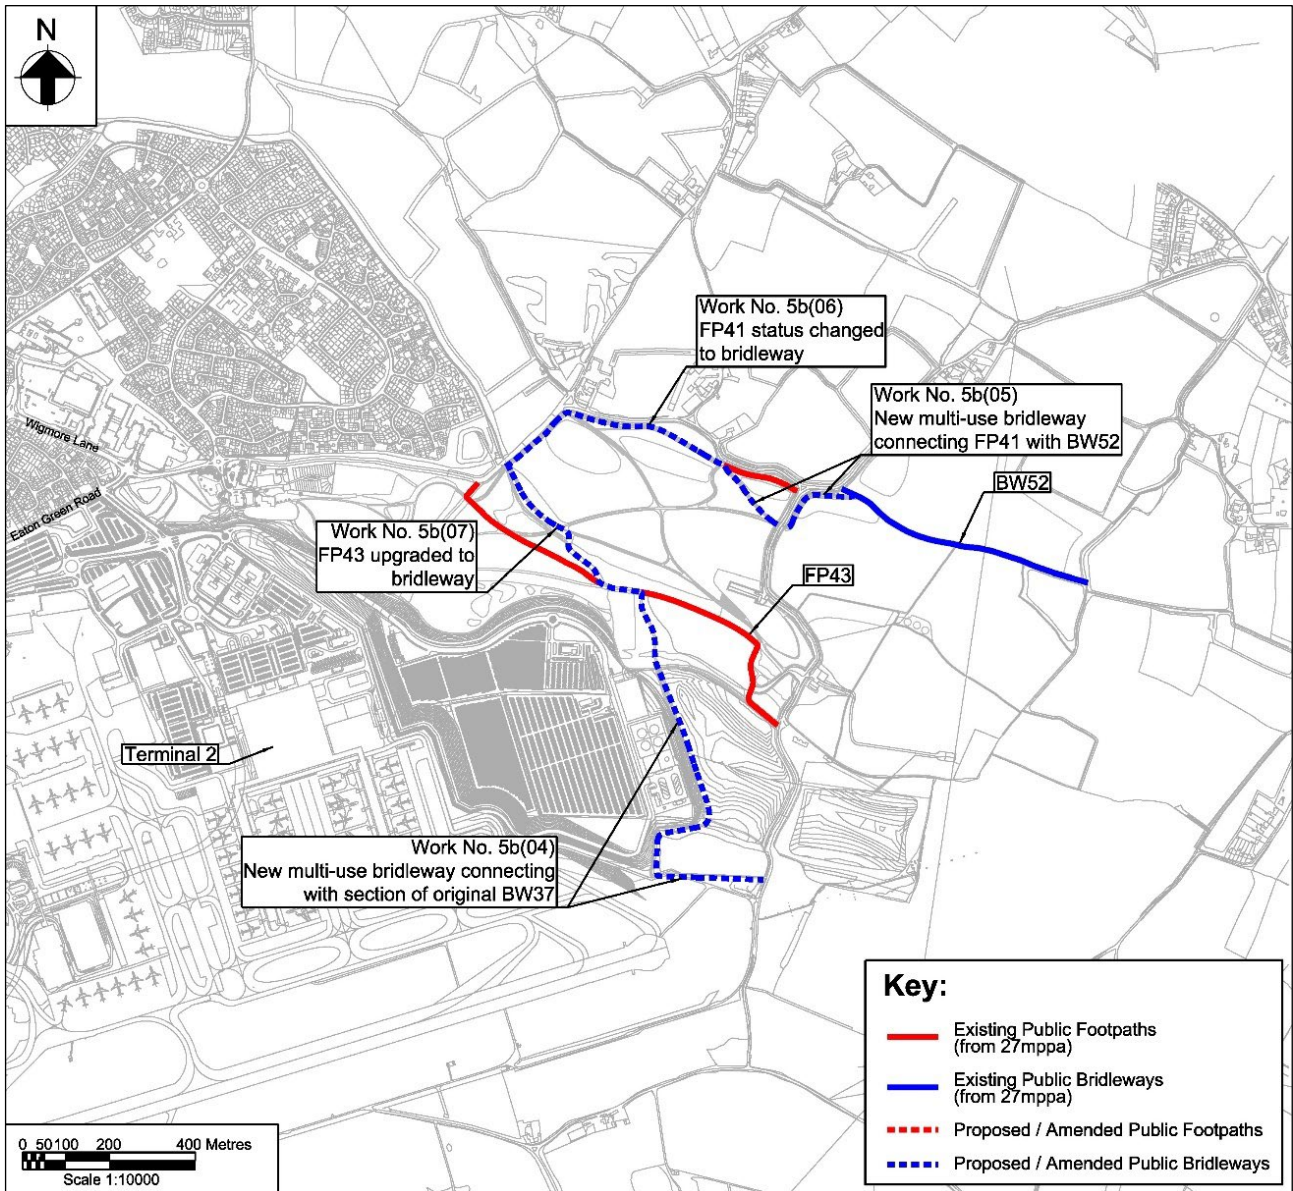 N
Work No. 5b(06)
FP41 status changed
to bridleway
Work No. 5b(05)
New multi-use bridleway
connecting FP41 with BW52
Wigmore Lane
BW52
Eaton Green Road
Work No. 5b(07)
FP43 upgraded to
bridleway
FP43
Terminal 2
Work No. 5b(04)
New multi-use bridleway connecting
with section of original BW37
Key:
Existing Public Footpaths
(from 27mppa)
Existing Public Bridleways
(from 27mppa)
Proposed / Amended Public Footpaths
Proposed / Amended Public Bridleways
0 50 100 200 400 Metres
Scale 1:10000